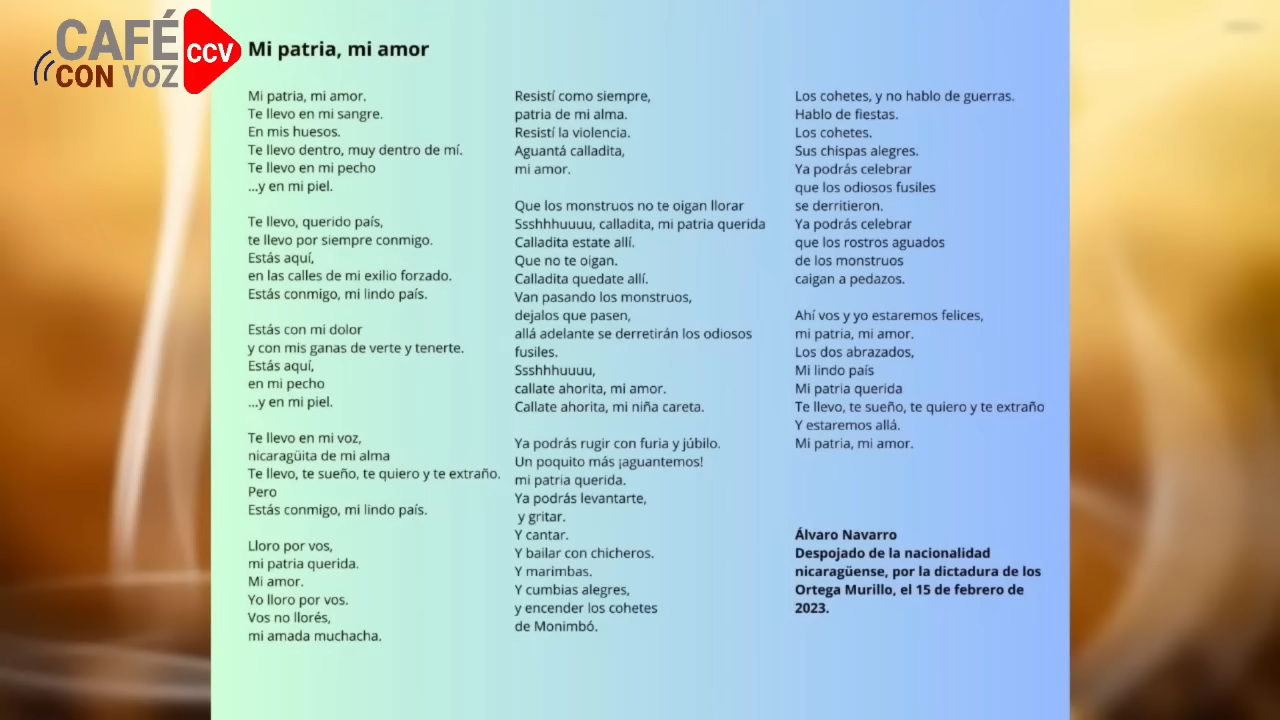 CAFÉ
CON VOZ
CCV
Mi patria, mi amor
Mi patria, mi amor.
Te llevo en mi sangre.
En mis huesos.
Te llevo dentro, muy dentro de mí.
Te llevo en mi pecho
...y en mi piel.
Te llevo, querido país,
te llevo por siempre conmigo.
Estás aquí,
en las calles de mi exilio forzado.
Estás conmigo, mi lindo país.
Estás con mi dolor
y con mis ganas de verte y tenerte.
Estás aquí,
en mi pecho
...y en mi piel.
Te llevo en mi voz,
nicaragüita de mi alma
Te llevo, te sueño, te quiero y te extraño.
Pero
Estás conmigo, mi lindo país.
Lloro por vos,
mi patria querida.
Mi amor.
Yo lloro por vos.
Vos no llorés,
mi amada muchacha.
Resistí como siempre,
patria de mi alma.
Resistí la violencia.
Aguantá calladita,
mi amor.
Que los monstruos no te oigan llorar
Ssshhhuuuu, calladita, mi patria querida
Calladita estate allí.
Que no te oigan.
Calladita quedate allí.
Van pasando los monstruos,
dejalos que pasen,
allá adelante se derretirán los odiosos
fusiles.
Ssshhhuuuu,
callate ahorita, mi amor.
Callate ahorita, mi niña careta.
Ya podrás rugir con furia y júbilo.
Un poquito más ¡aguantemos!
mi patria querida.
Ya podrás levantarte,
y gritar.
Y cantar.
Y bailar con chicheros.
Y marimbas.
Y cumbias alegres,
y encender los cohetes
de Monimbó.
Los cohetes, y no hablo de guerras.
Hablo de fiestas.
Los cohetes.
Sus chispas alegres.
Ya podrás celebrar
que los odiosos fusiles
se derritieron.
Ya podrás celebrar
que los rostros aguados
de los monstruos
caigan a pedazos.
Ahí vos y yo estaremos felices,
mi patria, mi amor.
Los dos abrazados,
Mi lindo país
Mi patria querida
Te llevo, te sueño, te quiero y te extraño
Y estaremos allá.
Mi patria, mi amor.
Álvaro Navarro
Despojado de la nacionalidad
nicaragüense, por la dictadura de los
Ortega Murillo, el 15 de febrero de
2023.